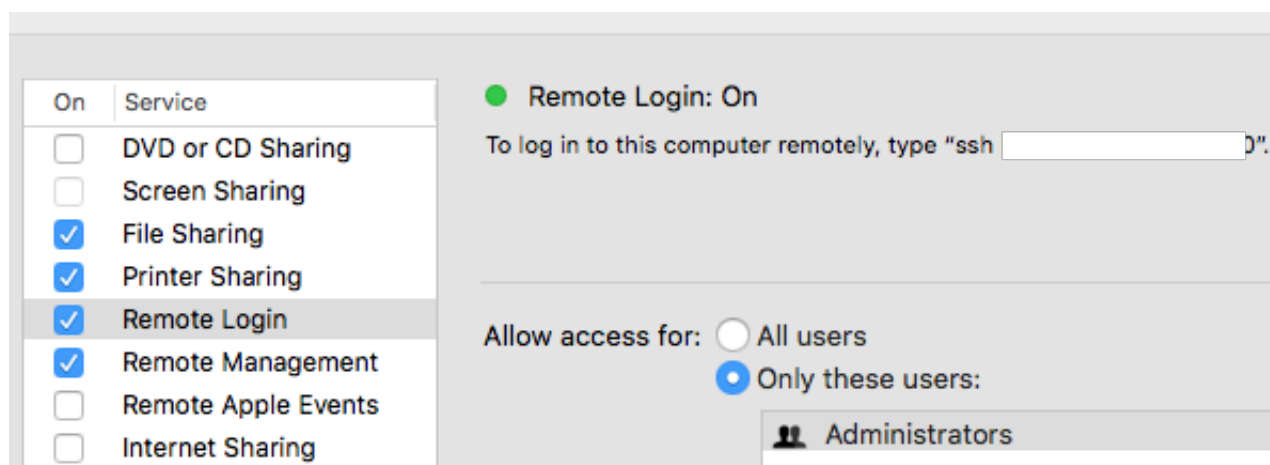 On Service
DVD or CD Sharing
Screen Sharing
File Sharing
Printer Sharing
Remote Login
Remote Management
Remote Apple Events
Internet Sharing
Remote Login: On
To log in to this computer remotely, type “ssh 0”.
Allow access for: All users
Only these users:
Administrators